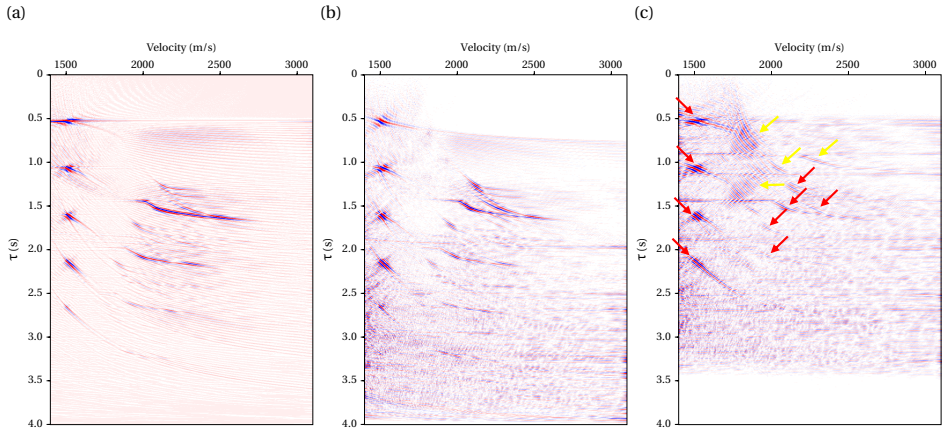 (a) (b) (c)
Velocity (m/s) Velocity (m/s) Velocity (m/s)
1500 2000 2500 3000 1500 2000 2500 3000 1500 2000 2500 3000
0 0 0
0.5 0.5 0.5
1.0 1.0 1.0
1.5 1.5 1.5
τ (s) τ (s) τ (s)
2.0 2.0 2.0
2.5 2.5 2.5
3.0 3.0 3.0
3.5 3.5 3.5
4.0 4.0 4.0